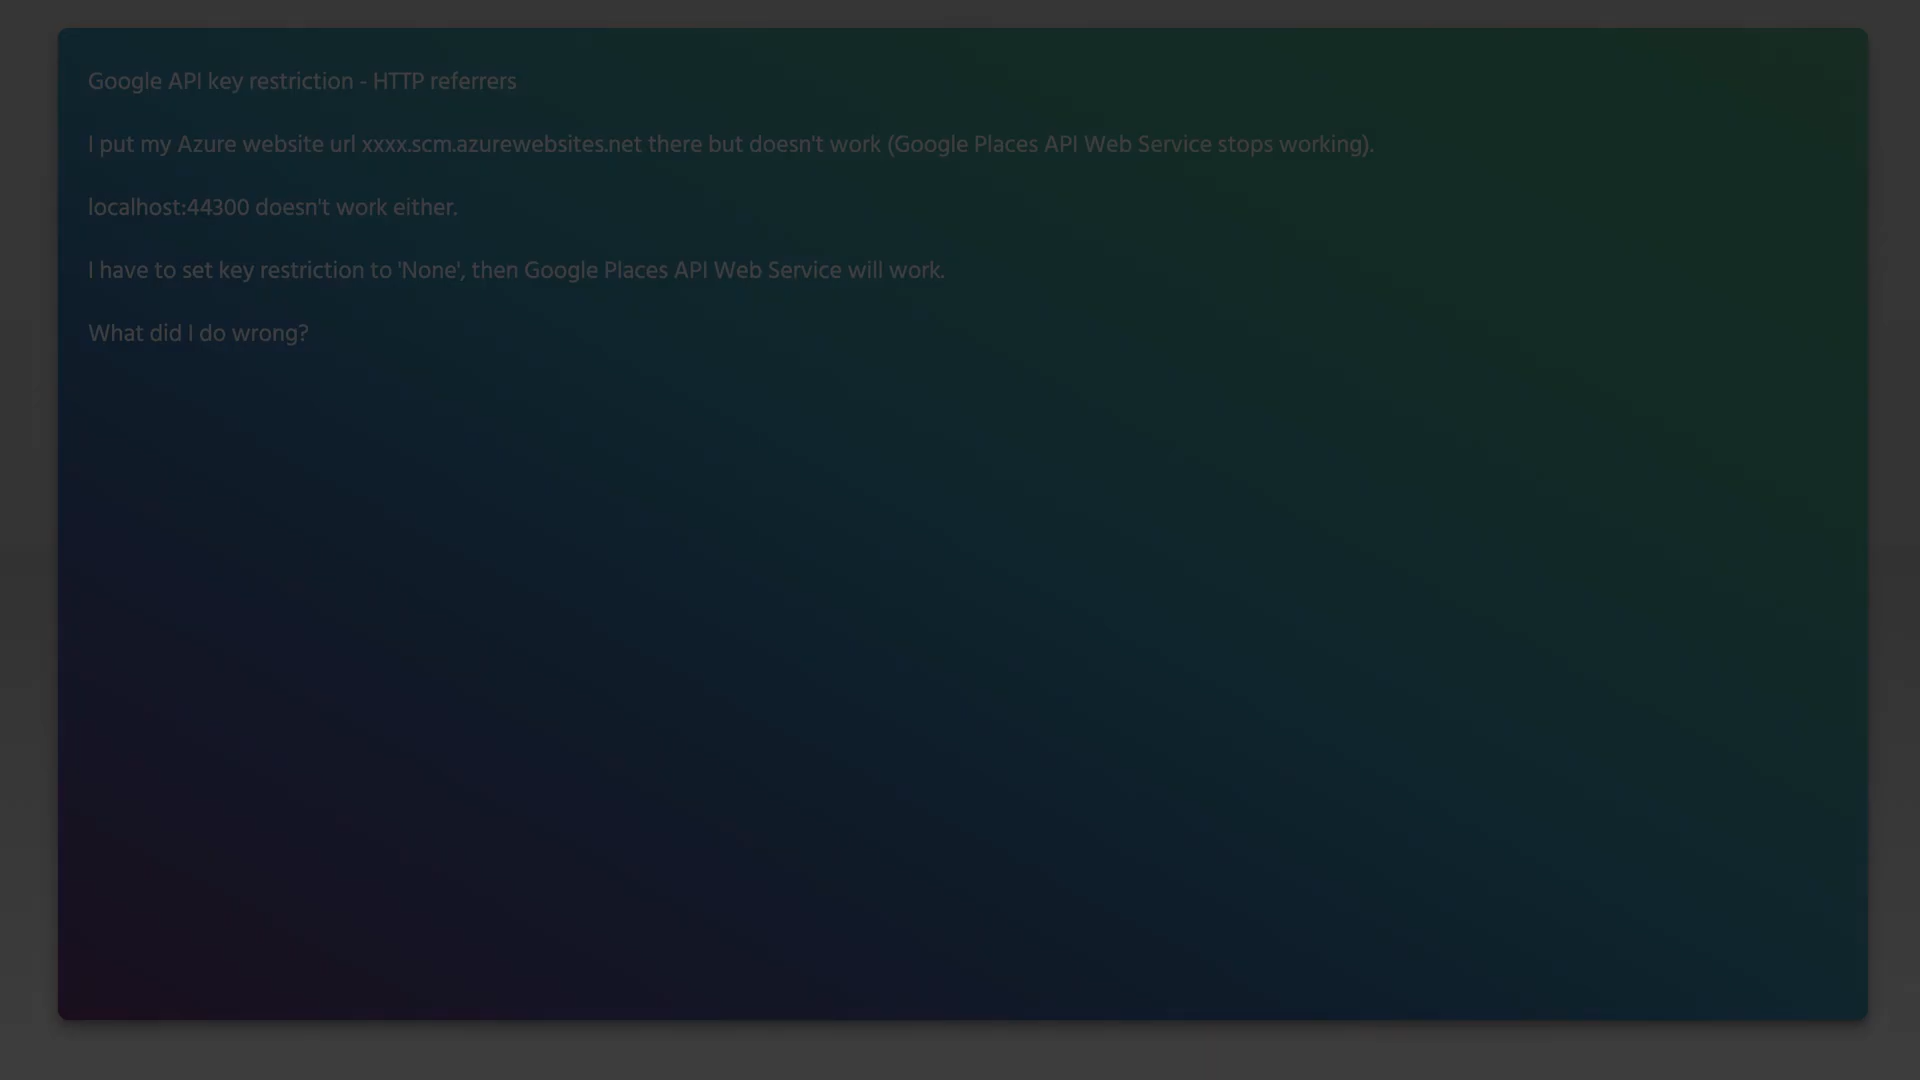 Google API key restriction - HTTP referrers
I put my Azure website url xxxx.scm.azurewebsites.net there but doesn't work (Google Places API Web Service stops working).
localhost:44300 doesn't work either.
I have to set key restriction to 'None', then Google Places API Web Service will work.
What did I do wrong?